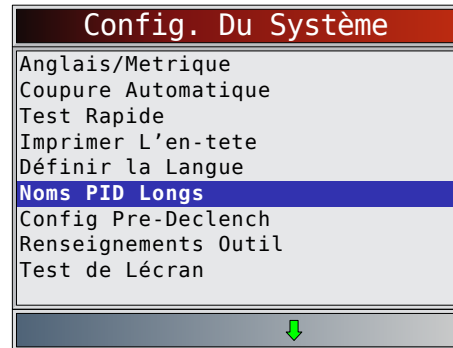 Config. Du Système
Anglais/Metrique
Coupure Automatique
Test Rapide
Imprimer L’en-tete
Définir la Langue
Noms PID Longs
Config Pre-Declench
Renseignements Outil
Test de Lécran